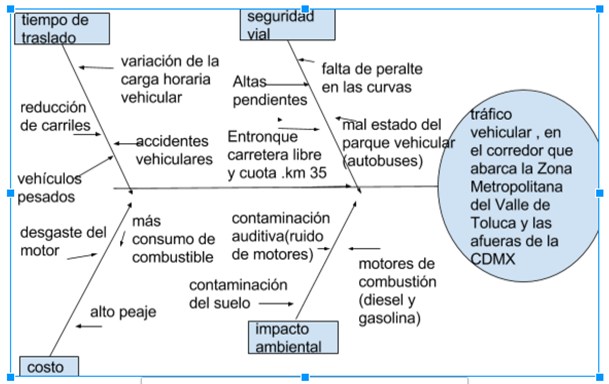 tiempo de
traslado
seguridad
vial
variación de la
carga horaria
vehicular
reducción
de carriles
accidentes
vehiculares
vehículos
pesados
falta de peralte
en las curvas
Altas
pendientes
mal estado del
parque vehicular
(autobuses)
Entronque
carretera libre
y cuota .km 35
tráfico
vehicular , en
el corredor que
abarca la Zona
Metropolitana
del Valle de
Toluca y las
afueras de la
CDMX
desgaste del
motor
más
consumo de
combustible
alto peaje
costo
contaminación
auditiva(ruido
de motores)
contaminación
del suelo
motores de
combustión
(diesel y
gasolina)
impacto
ambiental